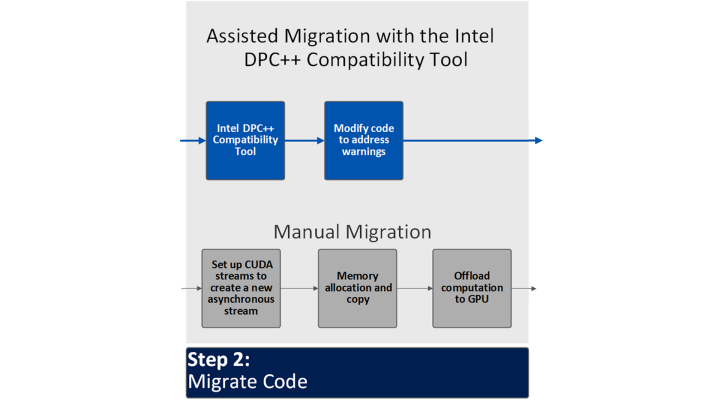 Assisted Migration with the Intel
DPC++ Compatibility Tool
Intel DPC++
Compatibility
Tool
Modify code
to address
warnings
Manual Migration
Set up CUDA
streams to
create a new
asynchronous
stream
Memory
allocation and
copy
Offload
computation
to GPU
Step 2:
Migrate Code